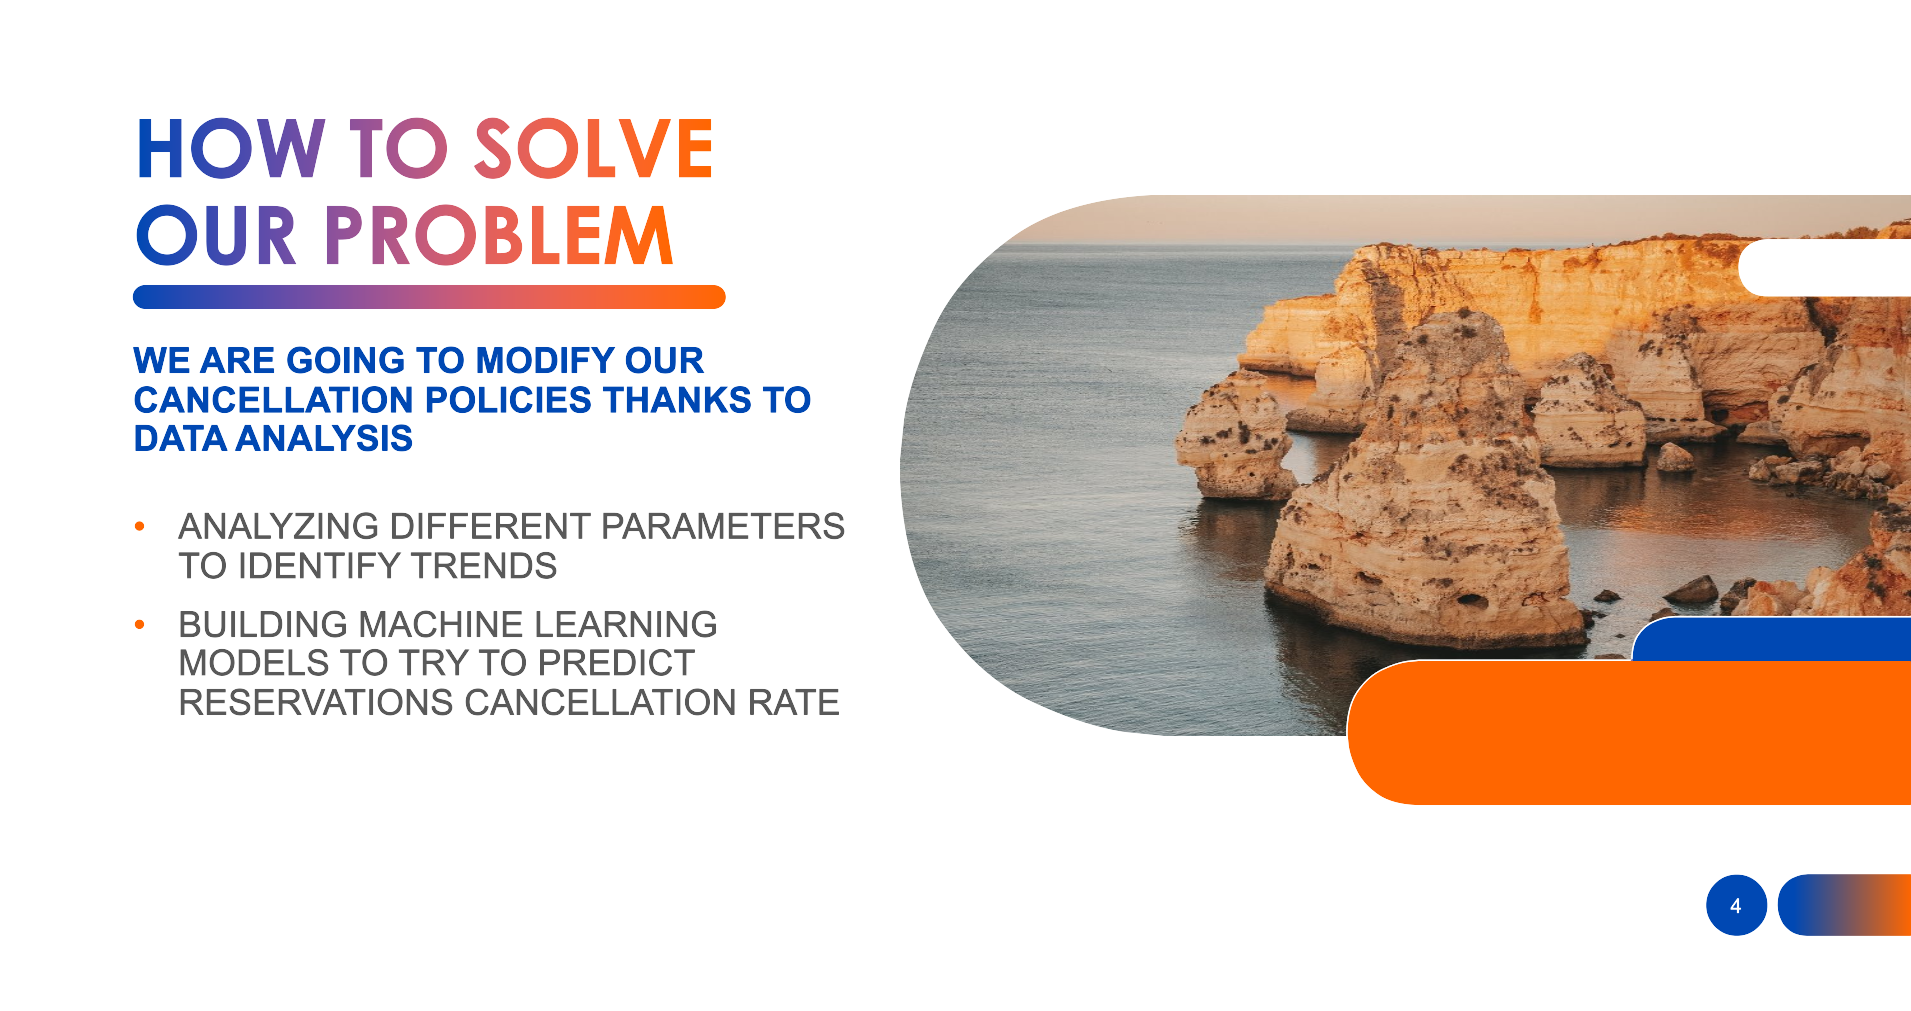 HOW TO SOLVE
OUR PROBLEM
WE ARE GOING TO MODIFY OUR
CANCELLATION POLICIES THANKS TO
DATA ANALYSIS
• ANALYZING DIFFERENT PARAMETERS
TO IDENTIFY TRENDS
• BUILDING MACHINE LEARNING
MODELS TO TRY TO PREDICT
RESERVATIONS CANCELLATION RATE
4